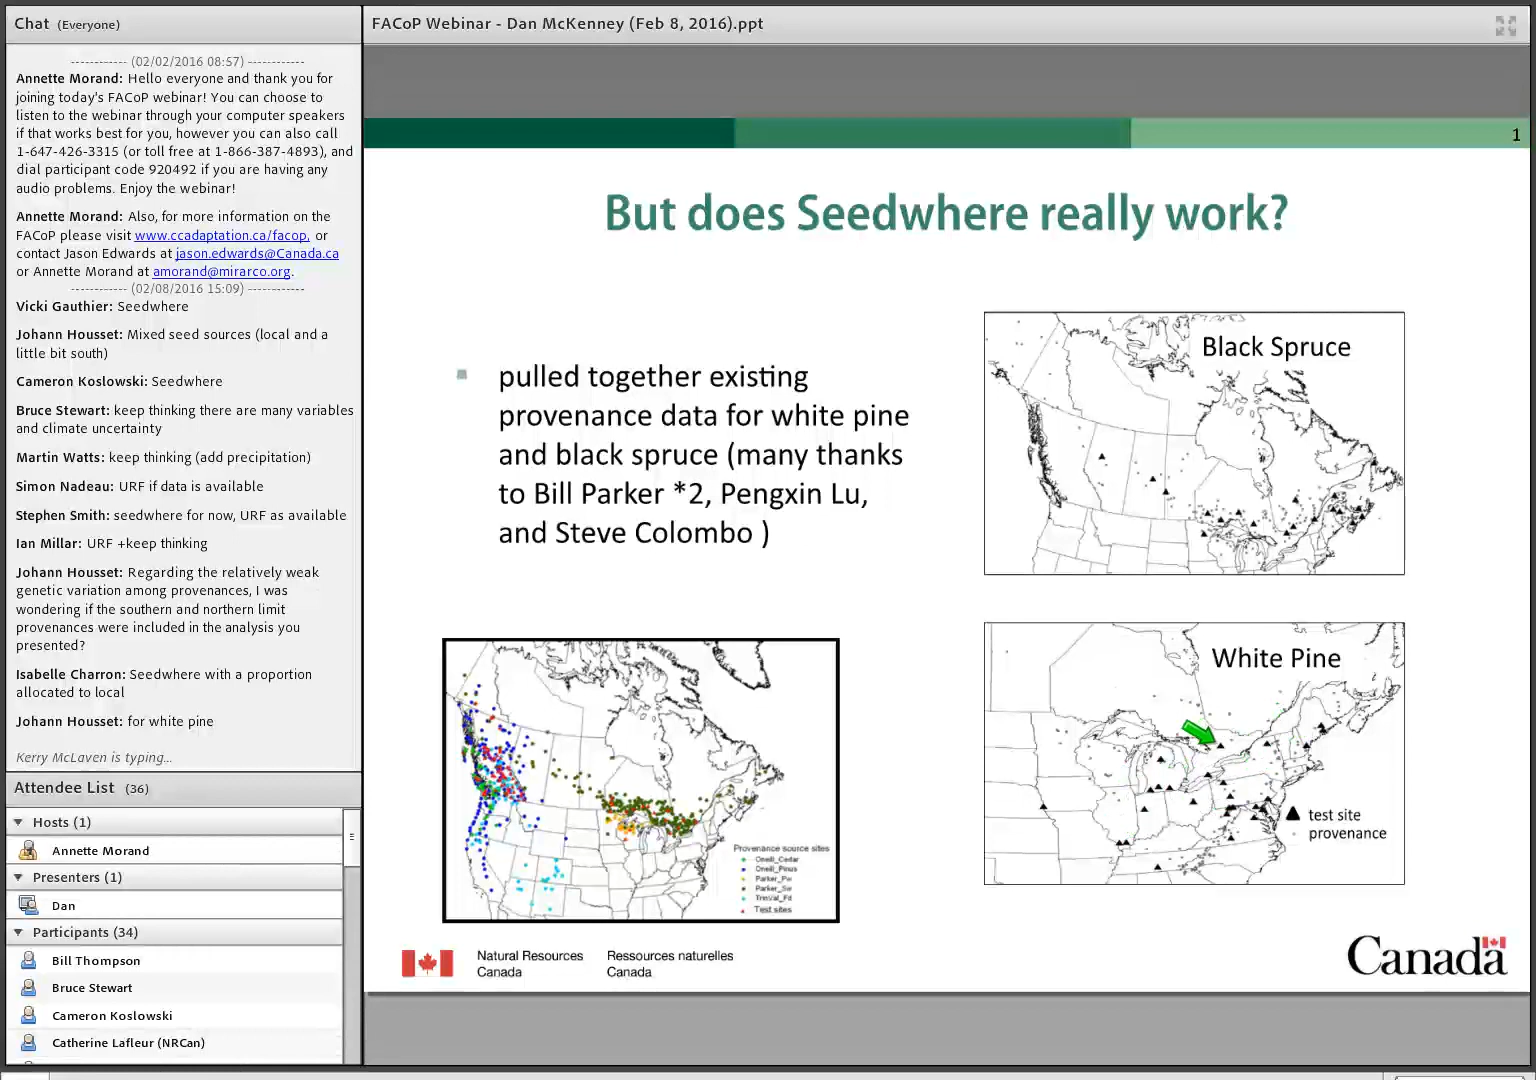 Chat (Everyone)
------------ (02/02/2016 08:57) ------------
Annette Morand: Hello everyone and thank you for
joining today's FACoP webinar! You can choose to
listen to the webinar through your computer speakers
if that works best for you, however you can also call
1-647-426-3315 (or toll free at 1-866-387-4893), and
dial participant code 920492 if you are having any
audio problems. Enjoy the webinar!
Annette Morand: Also, for more information on the
FACoP please visit www.ccadaptation.ca/facop, or
contact Jason Edwards at jason.edwards@Canada.ca
or Annette Morand at amorand@mirarco.org.
------------ (02/08/2016 15:09) ------------
Vicki Gauthier: Seedwhere
Johann Housset: Mixed seed sources (local and a
little bit south)
Cameron Koslowski: Seedwhere
Bruce Stewart: keep thinking there are many variables
and climate uncertainty
Martin Watts: keep thinking (add precipitation)
Simon Nadeau: URF if data is available
Stephen Smith: seedwhere for now, URF as available
Ian Millar: URF +keep thinking
Johann Housset: Regarding the relatively weak
genetic variation among provenances, I was
wondering if the southern and northern limit
provenances were included in the analysis you
presented?
Isabelle Charron: Seedwhere with a proportion
allocated to local
Johann Housset: for white pine
Kerry McLaven is typing...
Attendee List (36)
Hosts (1)
Annette Morand
Presenters (1)
Dan
Participants (34)
Bill Thompson
Bruce Stewart
Cameron Koslowski
Catherine Lafleur (NRCan)
FACoP Webinar - Dan McKenney (Feb 8, 2016).ppt
1
But does Seedwhere really work?
pulled together existing
provenance data for white pine
and black spruce (many thanks
to Bill Parker *2, Pengxin Lu,
and Steve Colombo )
Black Spruce
White Pine
test site
provenance
Provenance source sites
Oneill_Cedar
Oneill_Pinus
Parker_Pw
Parker_Sw
Test sites
Natural Resources
Canada
Ressources naturelles
Canada
Canada